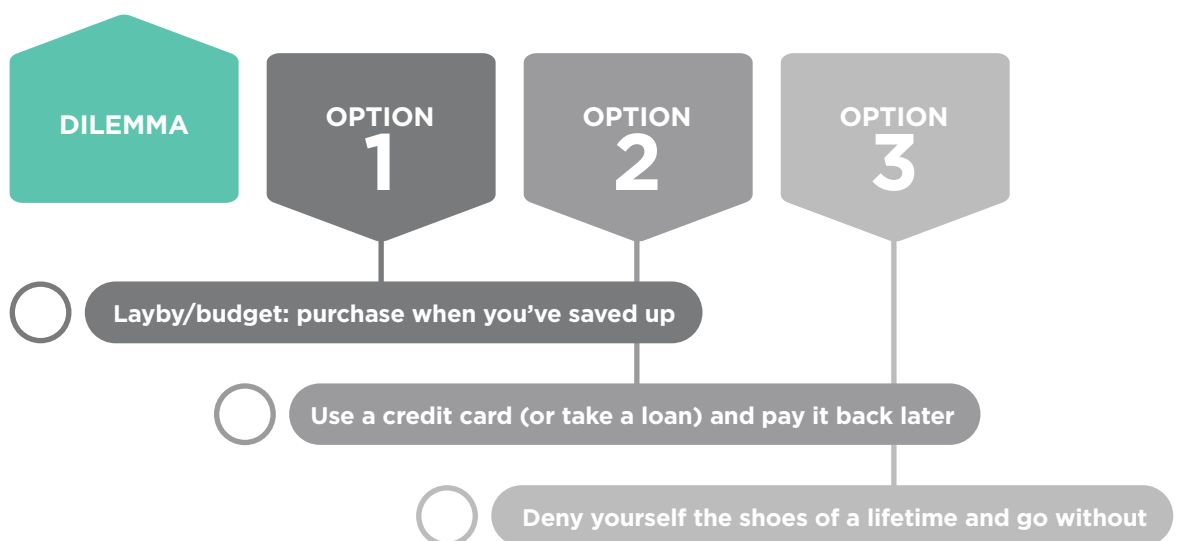 DILEMMA
OPTION
1
OPTION
2
OPTION
3
Layby/budget: purchase when you’ve saved up
Use a credit card (or take a loan) and pay it back later
Deny yourself the shoes of a lifetime and go without